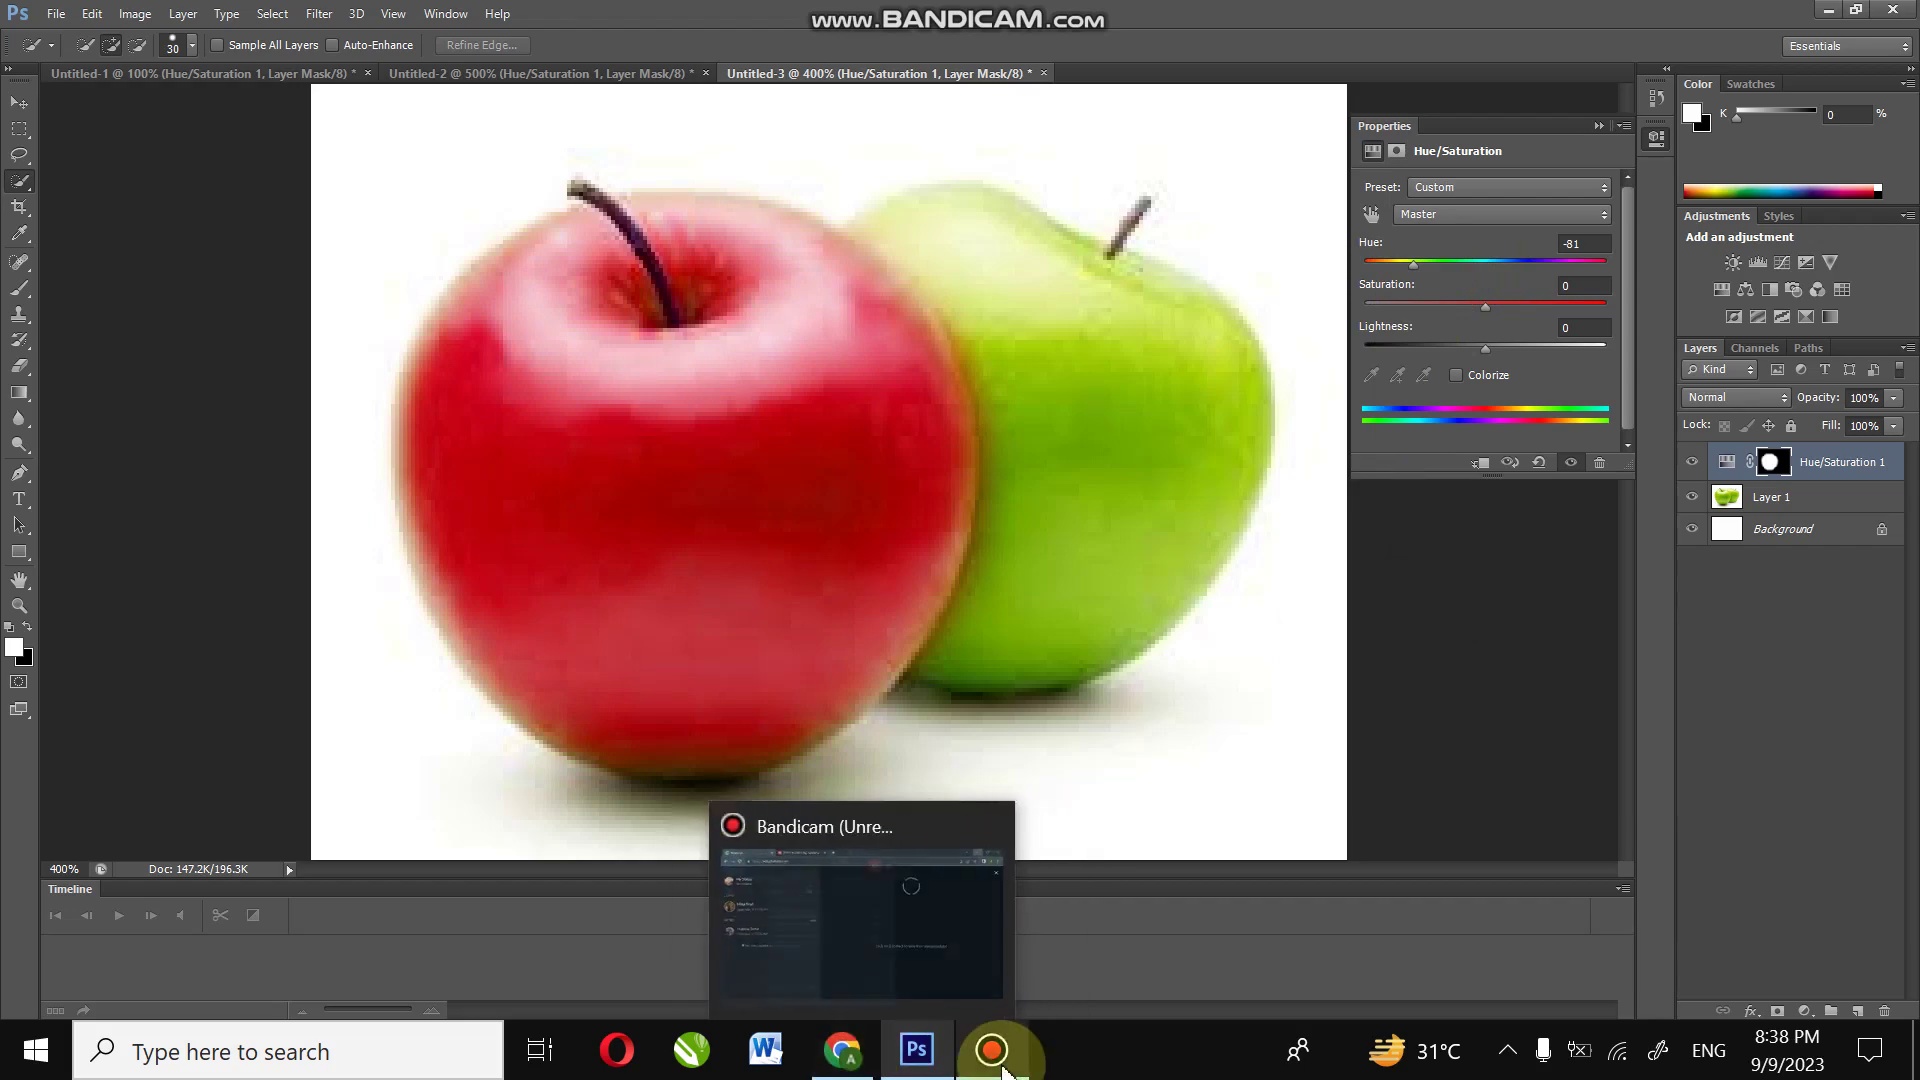 Ps File Edit Image Layer Type Select Filter 3D View Window Help
www.BANDICAM.com
30 Sample All Layers Auto-Enhance Refine Edge... Essentials
Untitled-1 @ 100% (Hue/Saturation 1, Layer Mask/8) * Untitled-2 @ 500% (Hue/Saturation 1, Layer Mask/8) * Untitled-3 @ 400% (Hue/Saturation 1, Layer Mask/8) *
Color Swatches
K 0 %
Properties
Hue/Saturation
Preset: Custom
Master
Hue: -81
Saturation: 0
Lightness: 0
Colorize
Adjustments Styles
Add an adjustment
Layers Channels Paths
Kind
Normal Opacity: 100%
Lock: Fill: 100%
Hue/Saturation 1
Layer 1
Background
Bandicam (Unre...
400% Doc: 147.2K/196.3K
Timeline
Type here to search
Ps
31°C
ENG
8:38 PM
9/9/2023